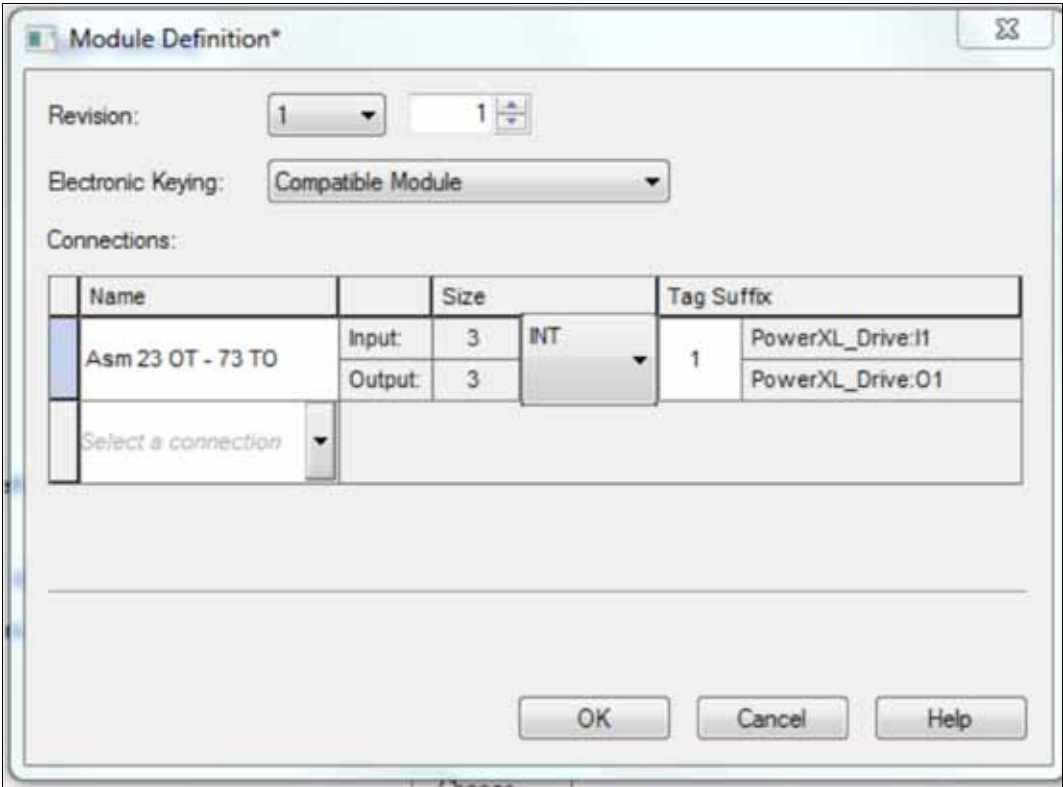 Module Definition*
Revision: 1 1
Electronic Keying: Compatible Module
Connections:
Name Size Tag Suffix
Asm 23 OT - 73 TO Input: 3 INT 1 PowerXL_Drive:I1
Output: 3 PowerXL_Drive:O1
Select a connection
OK Cancel Help